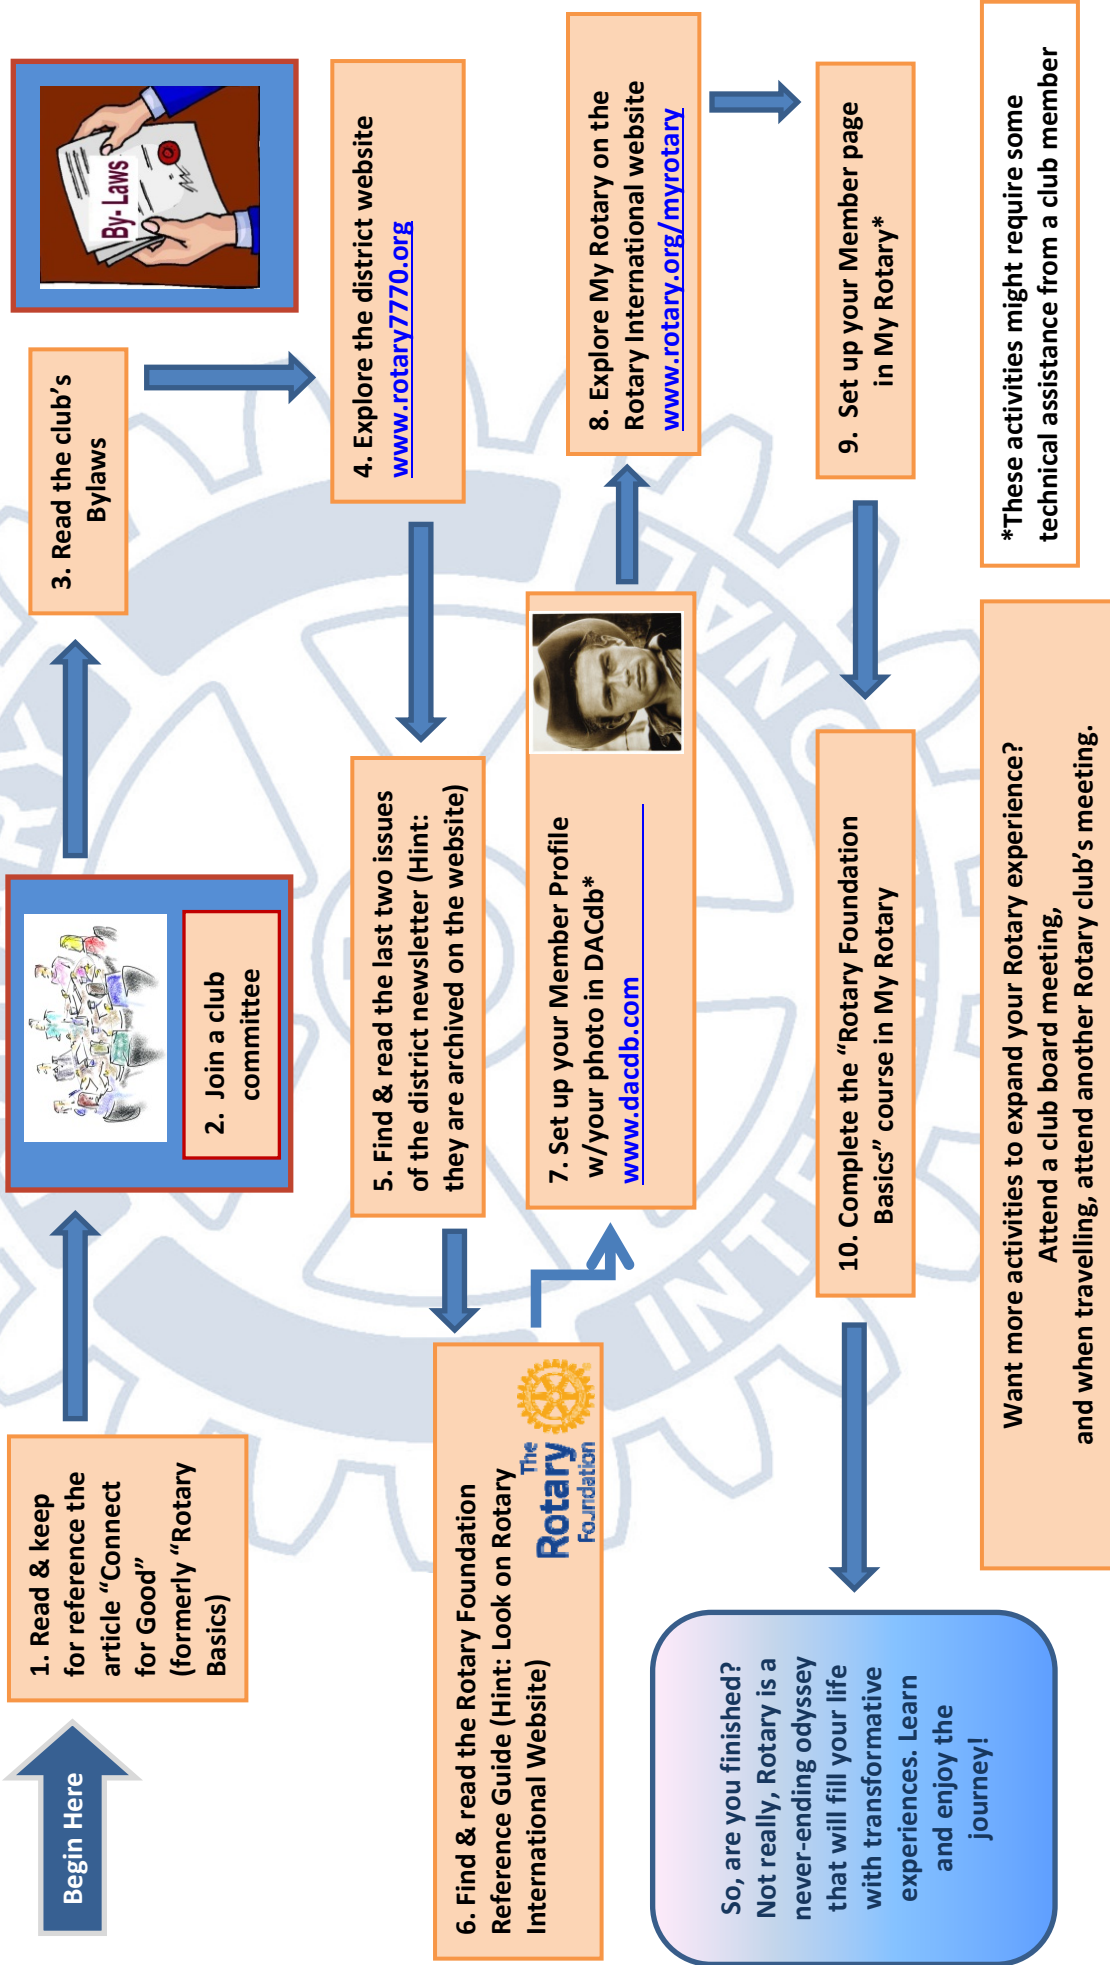 Begin Here
1. Read & keep
for reference the
article “Connect
for Good”
(formerly “Rotary
Basics)
2. Join a club
committee
3. Read the club’s
Bylaws
By- Laws
4. Explore the district website
www.rotary7770.org
5. Find & read the last two issues
of the district newsletter (Hint:
they are archived on the website)
6. Find & read the Rotary Foundation
Reference Guide (Hint: Look on Rotary
International Website)
The
Rotary
Foundation
7. Set up your Member Profile
w/your photo in DACdb*
www.dacdb.com
8. Explore My Rotary on the
Rotary International website
www.rotary.org/myrotary
9. Set up your Member page
in My Rotary*
10. Complete the “Rotary Foundation
Basics” course in My Rotary
So, are you finished?
Not really, Rotary is a
never-ending odyssey
that will fill your life
with transformative
experiences. Learn
and enjoy the
journey!
Want more activities to expand your Rotary experience?
Attend a club board meeting,
and when travelling, attend another Rotary club’s meeting.
*These activities might require some
technical assistance from a club member